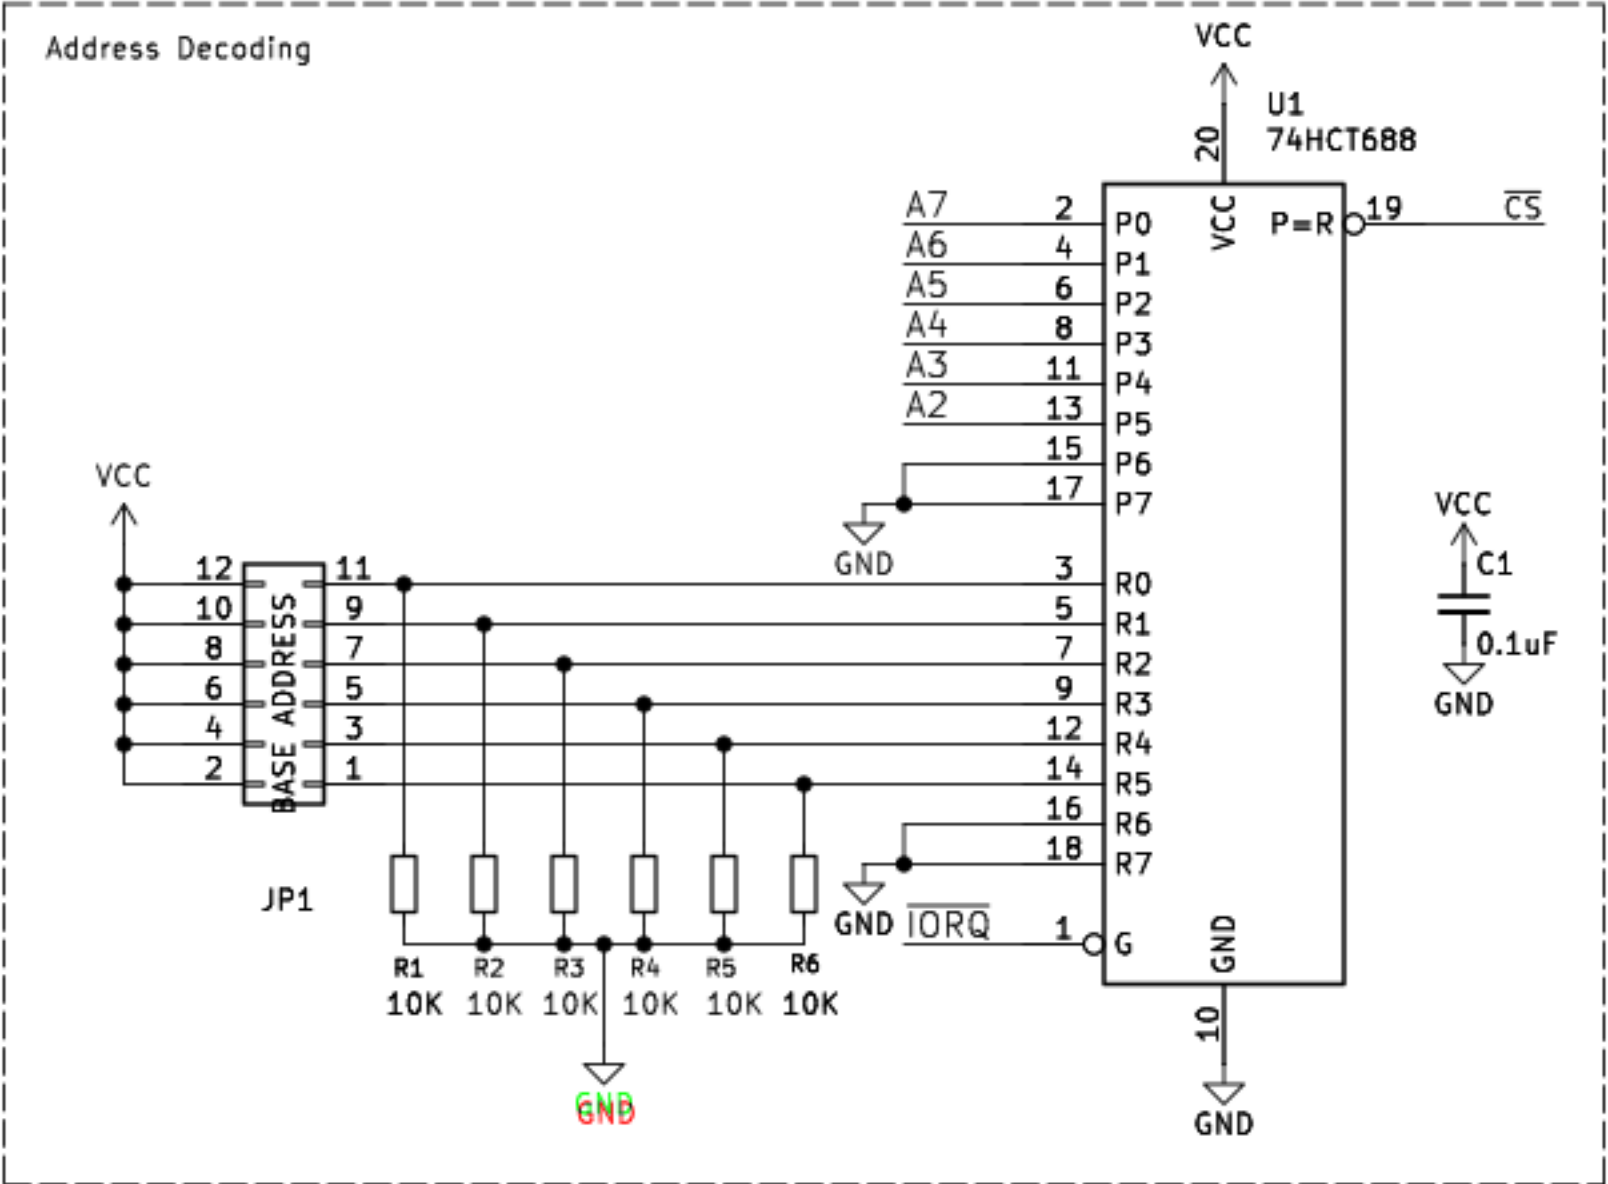 Address Decoding
VCC
U1
74HCT688
20
A7 2 P0 VCC P=R 19 CS
A6 4 P1
A5 6 P2
A4 8 P3
A3 11 P4
A2 13 P5
15 P6
17 P7
GND
VCC
12 11 3 R0
10 9 5 R1
8 7 7 R2
6 5 9 R3
4 3 12 R4
2 1 14 R5
BASE ADDRESS
16 R6
18 R7
GND
JP1
IORQ 1 G
GND
10
GND
R1 R2 R3 R4 R5 R6
10K 10K 10K 10K 10K 10K
GND
GND
VCC
C1
0.1uF
GND